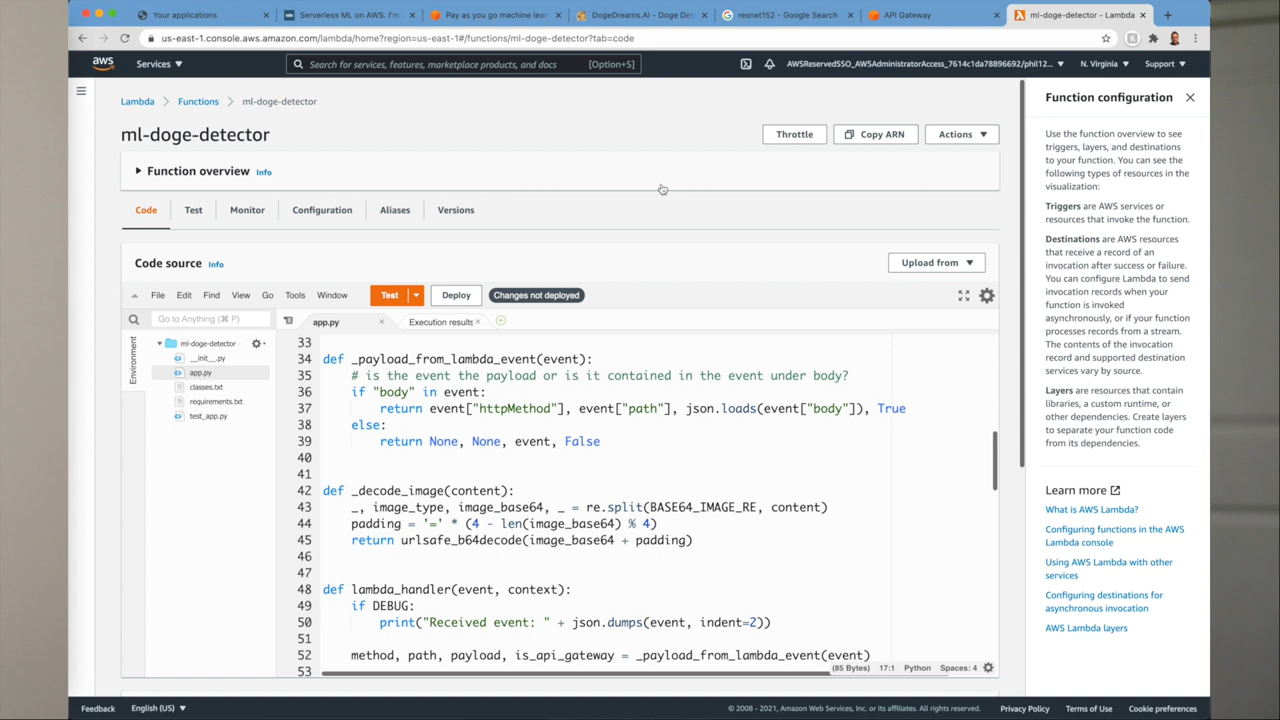 Your applications
Serverless ML on AWS. I'm
Pay as you go machine lear
DogeDreams.AI - Doge Det
resnet152 - Google Search
API Gateway
ml-doge-detector - Lambda
us-east-1.console.aws.amazon.com/lambda/home?region=us-east-1#/functions/ml-doge-detector?tab=code
aws
Services
Search for services, features, marketplace products, and docs
[Option+S]
AWSReservedSSO_AWSAdministratorAccess_7614c1da78896692/phil12...
N. Virginia
Support
Lambda
Functions
ml-doge-detector
ml-doge-detector
Throttle
Copy ARN
Actions
Function overview Info
Code
Test
Monitor
Configuration
Aliases
Versions
Code source Info
Upload from
File
Edit
Find
View
Go
Tools
Window
Test
Deploy
Changes not deployed
Go to Anything (⌘ P)
app.py
Execution results
Environment
ml-doge-detector
__init__.py
app.py
classes.txt
requirements.txt
test_app.py
33
34 def _payload_from_lambda_event(event):
35 # is the event the payload or is it contained in the event under body?
36 if "body" in event:
37 return event["httpMethod"], event["path"], json.loads(event["body"]), True
38 else:
39 return None, None, event, False
40
41
42 def _decode_image(content):
43 _, image_type, image_base64, _ = re.split(BASE64_IMAGE_RE, content)
44 padding = '=' * (4 - len(image_base64) % 4)
45 return urlsafe_b64decode(image_base64 + padding)
46
47
48 def lambda_handler(event, context):
49 if DEBUG:
50 print("Received event: " + json.dumps(event, indent=2))
51
52 method, path, payload, is_api_gateway = _payload_from_lambda_event(event)
53
(85 Bytes) 17:1 Python Spaces: 4
Function configuration
Use the function overview to see
triggers, layers, and destinations
to your function. You can see the
following types of resources in the
visualization:
Triggers are AWS services or
resources that invoke the function.
Destinations are AWS resources
that receive a record of an
invocation after success or failure.
You can configure Lambda to send
invocation records when your
function is invoked
asynchronously, or if your function
processes records from a stream.
The contents of the invocation
record and supported destination
services vary by source.
Layers are resources that contain
libraries, a custom runtime, or
other dependencies. Create layers
to separate your function code
from its dependencies.
Learn more
What is AWS Lambda?
Configuring functions in the AWS
Lambda console
Using AWS Lambda with other
services
Configuring destinations for
asynchronous invocation
AWS Lambda layers
Feedback
English (US)
© 2008 - 2021, Amazon Web Services, Inc. or its affiliates. All rights reserved.
Privacy Policy
Terms of Use
Cookie preferences